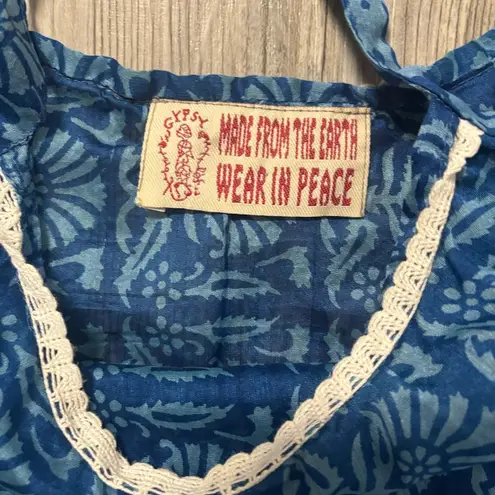 GYPSY
MADE FROM THE EARTH
WEAR IN PEACE